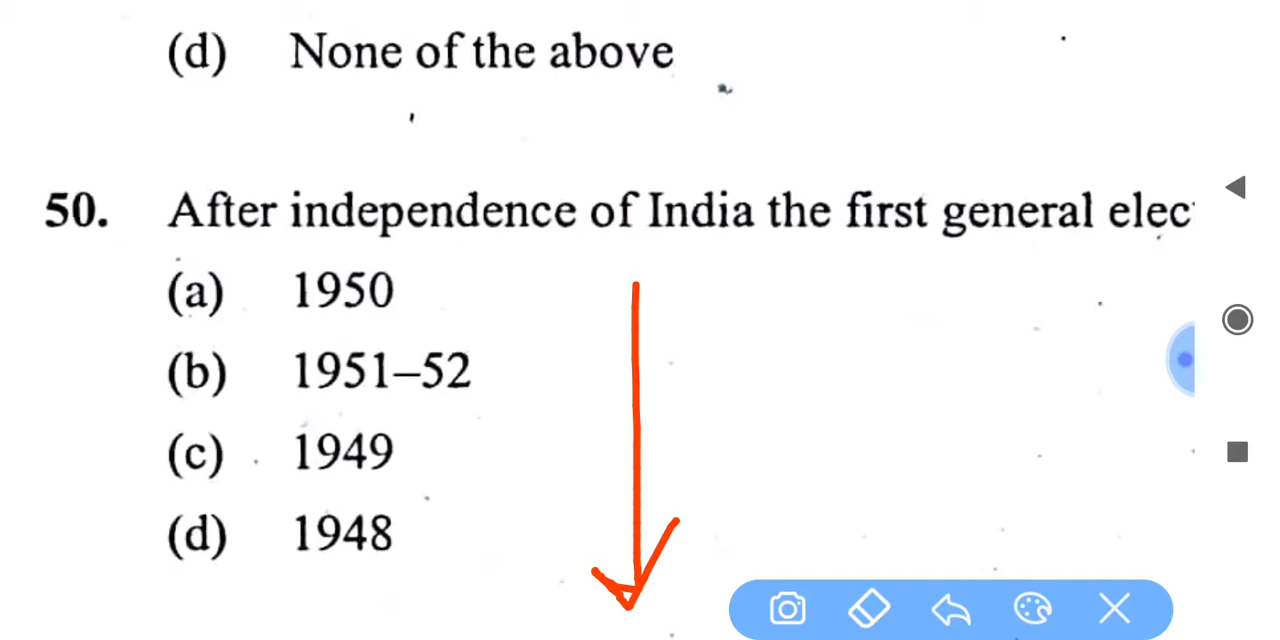 (d) None of the above
50. After independence of India the first general elec
(a) 1950
(b) 1951–52
(c) 1949
(d) 1948